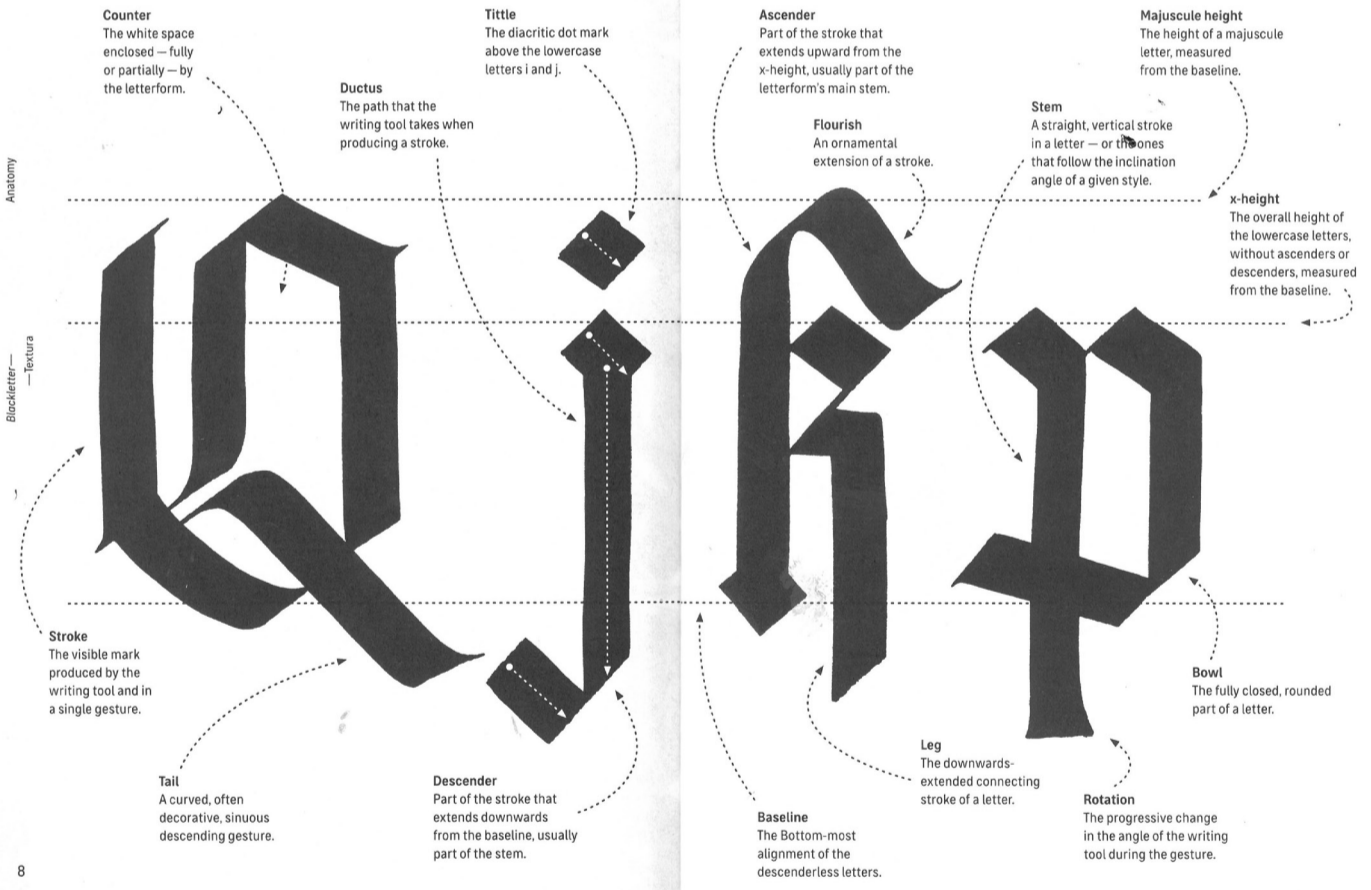 Counter
The white space
enclosed — fully
or partially — by
the letterform.
Tittle
The diacritic dot mark
above the lowercase
letters i and j.
Ductus
The path that the
writing tool takes when
producing a stroke.
Ascender
Part of the stroke that
extends upward from the
x-height, usually part of the
letterform's main stem.
Flourish
An ornamental
extension of a stroke.
Majuscule height
The height of a majuscule
letter, measured
from the baseline.
Stem
A straight, vertical stroke
in a letter — or the ones
that follow the inclination
angle of a given style.
x-height
The overall height of
the lowercase letters,
without ascenders or
descenders, measured
from the baseline.
Anatomy
Blackletter—
—Textura
Q j k p
Stroke
The visible mark
produced by the
writing tool and in
a single gesture.
Tail
A curved, often
decorative, sinuous
descending gesture.
Descender
Part of the stroke that
extends downwards
from the baseline, usually
part of the stem.
Baseline
The Bottom-most
alignment of the
descenderless letters.
Leg
The downwards-
extended connecting
stroke of a letter.
Bowl
The fully closed, rounded
part of a letter.
Rotation
The progressive change
in the angle of the writing
tool during the gesture.
8